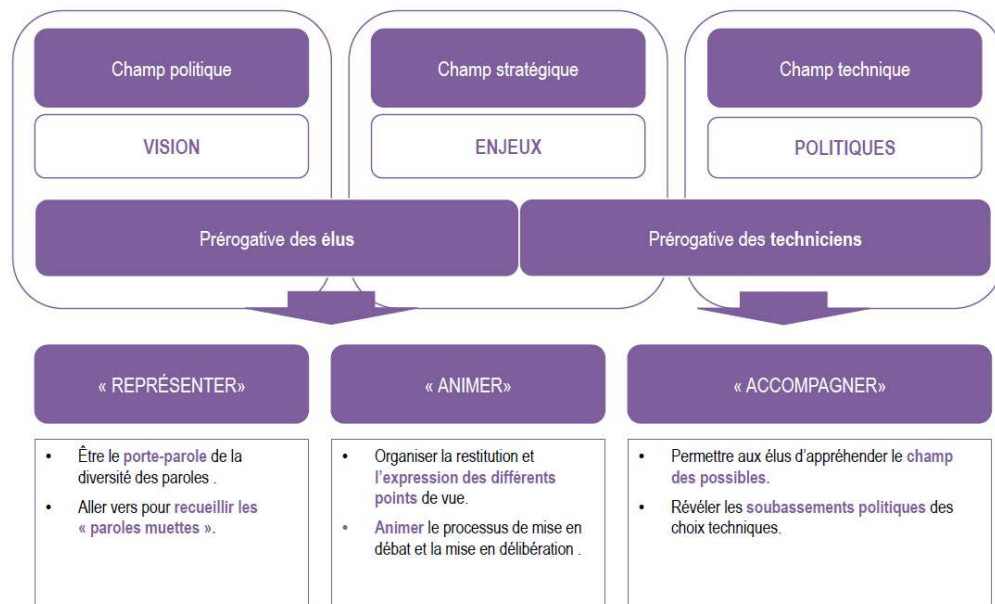 Champ politique
Champ stratégique
Champ technique
VISION
ENJEUX
POLITIQUES
Prérogative des élus
Prérogative des techniciens
« REPRÉSENTER»
« ANIMER»
« ACCOMPAGNER»
• Être le porte-parole de la
diversité des paroles .
• Aller vers pour recueillir les
« paroles muettes ».
• Organiser la restitution et
l’expression des différents
points de vue.
• Animer le processus de mise en
débat et la mise en délibération .
• Permettre aux élus d’appréhender le champ
des possibles.
• Révéler les soubassements politiques des
choix techniques.